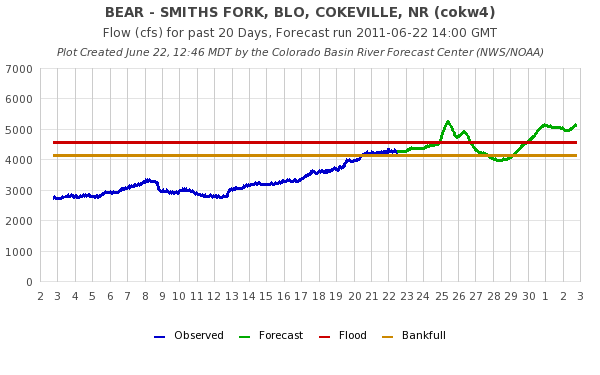 BEAR - SMITHS FORK, BLO, COKEVILLE, NR (cokw4)
Flow (cfs) for past 20 Days, Forecast run 2011-06-22 14:00 GMT
Plot Created June 22, 12:46 MDT by the Colorado Basin River Forecast Center (NWS/NOAA)
7000
6000
5000
4000
3000
2000
1000
0
2 3 4 5 6 7 8 9 10 11 12 13 14 15 16 17 18 19 20 21 22 23 24 25 26 27 28 29 30 1 2 3
Observed Forecast Flood Bankfull